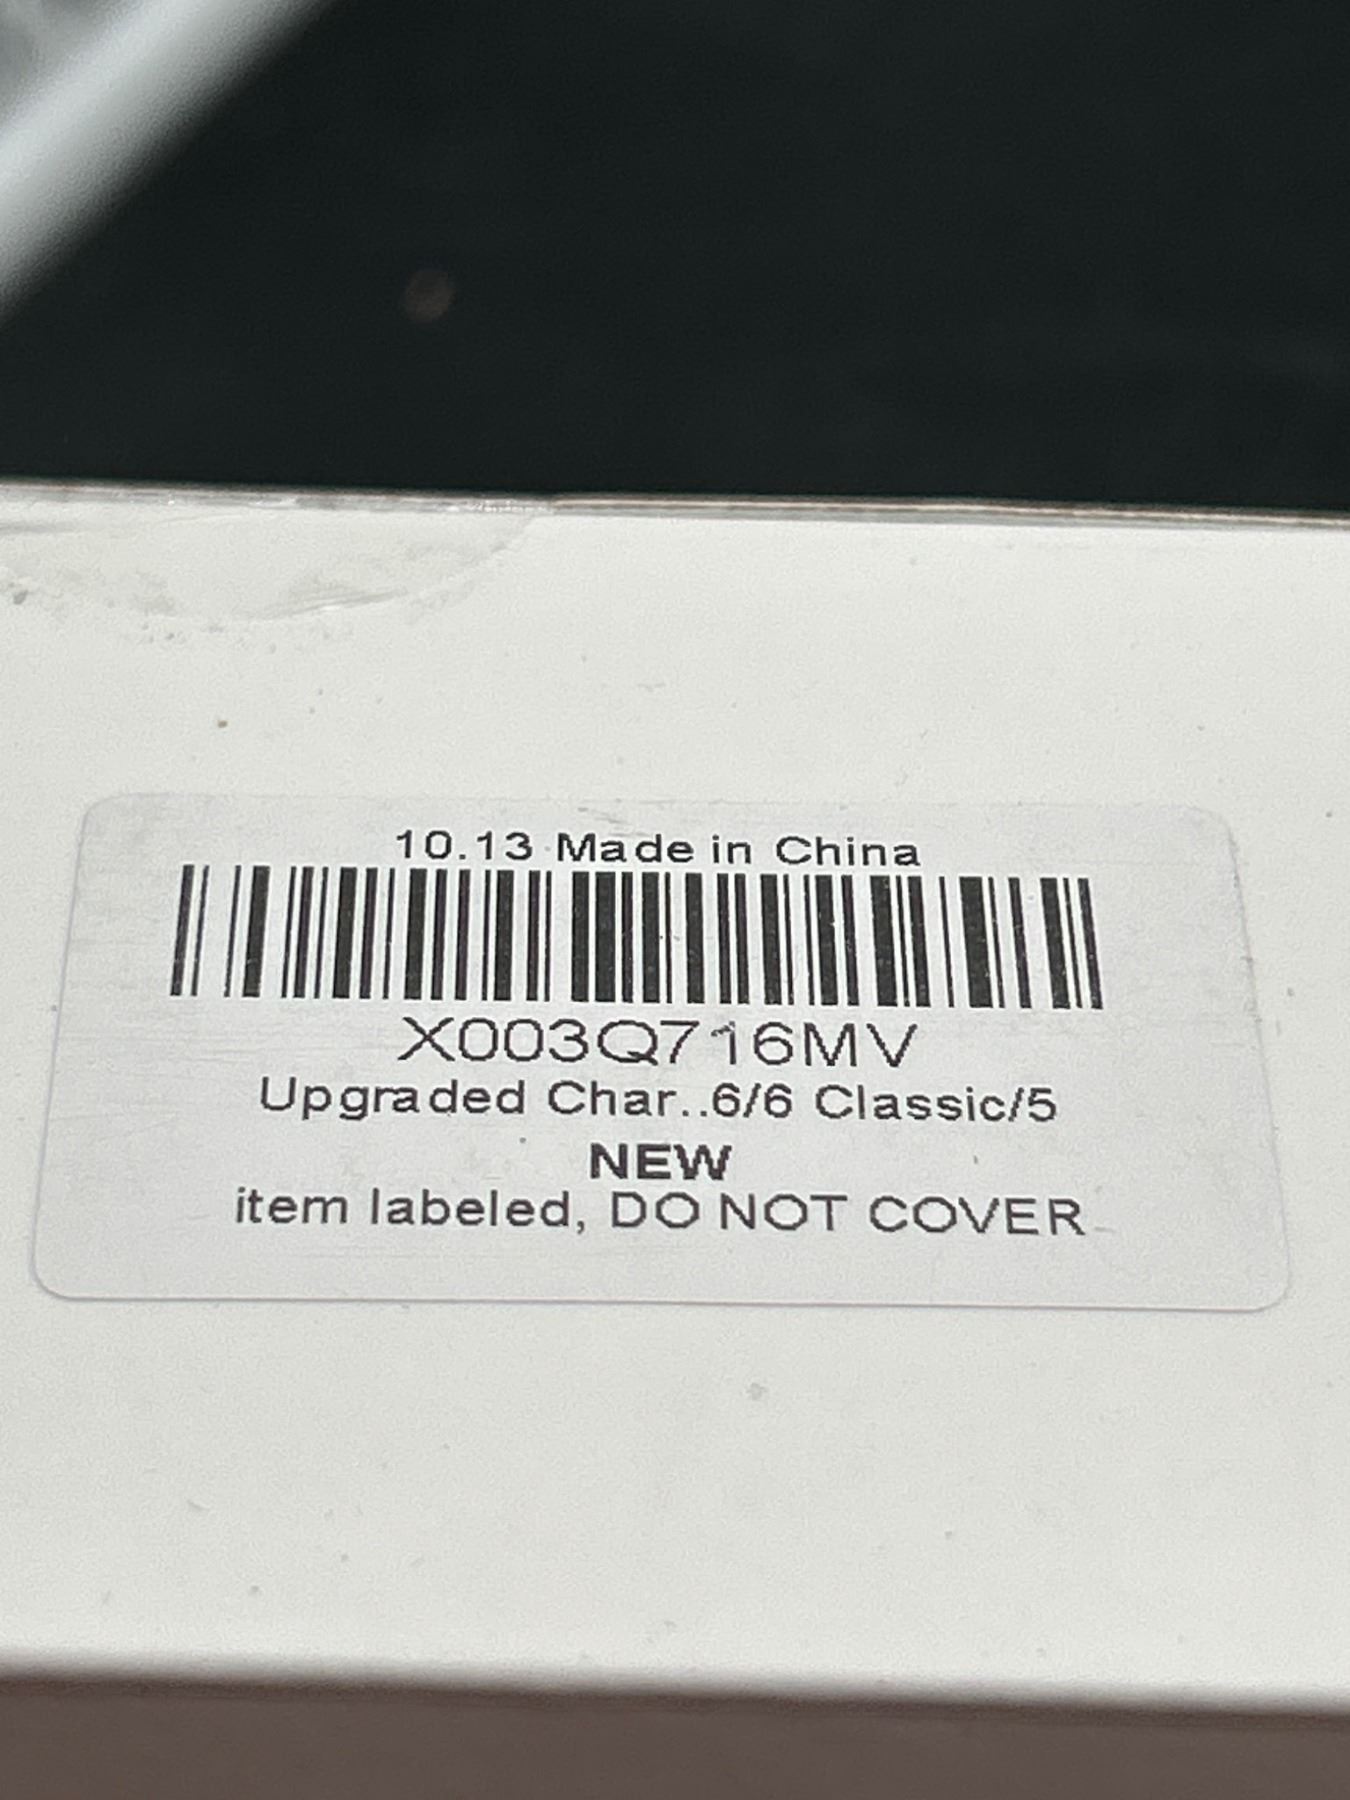 10.13 Made in China
X003Q716MV
Upgraded Char..6/6 Classic/5
NEW
item labeled, DO NOT COVER